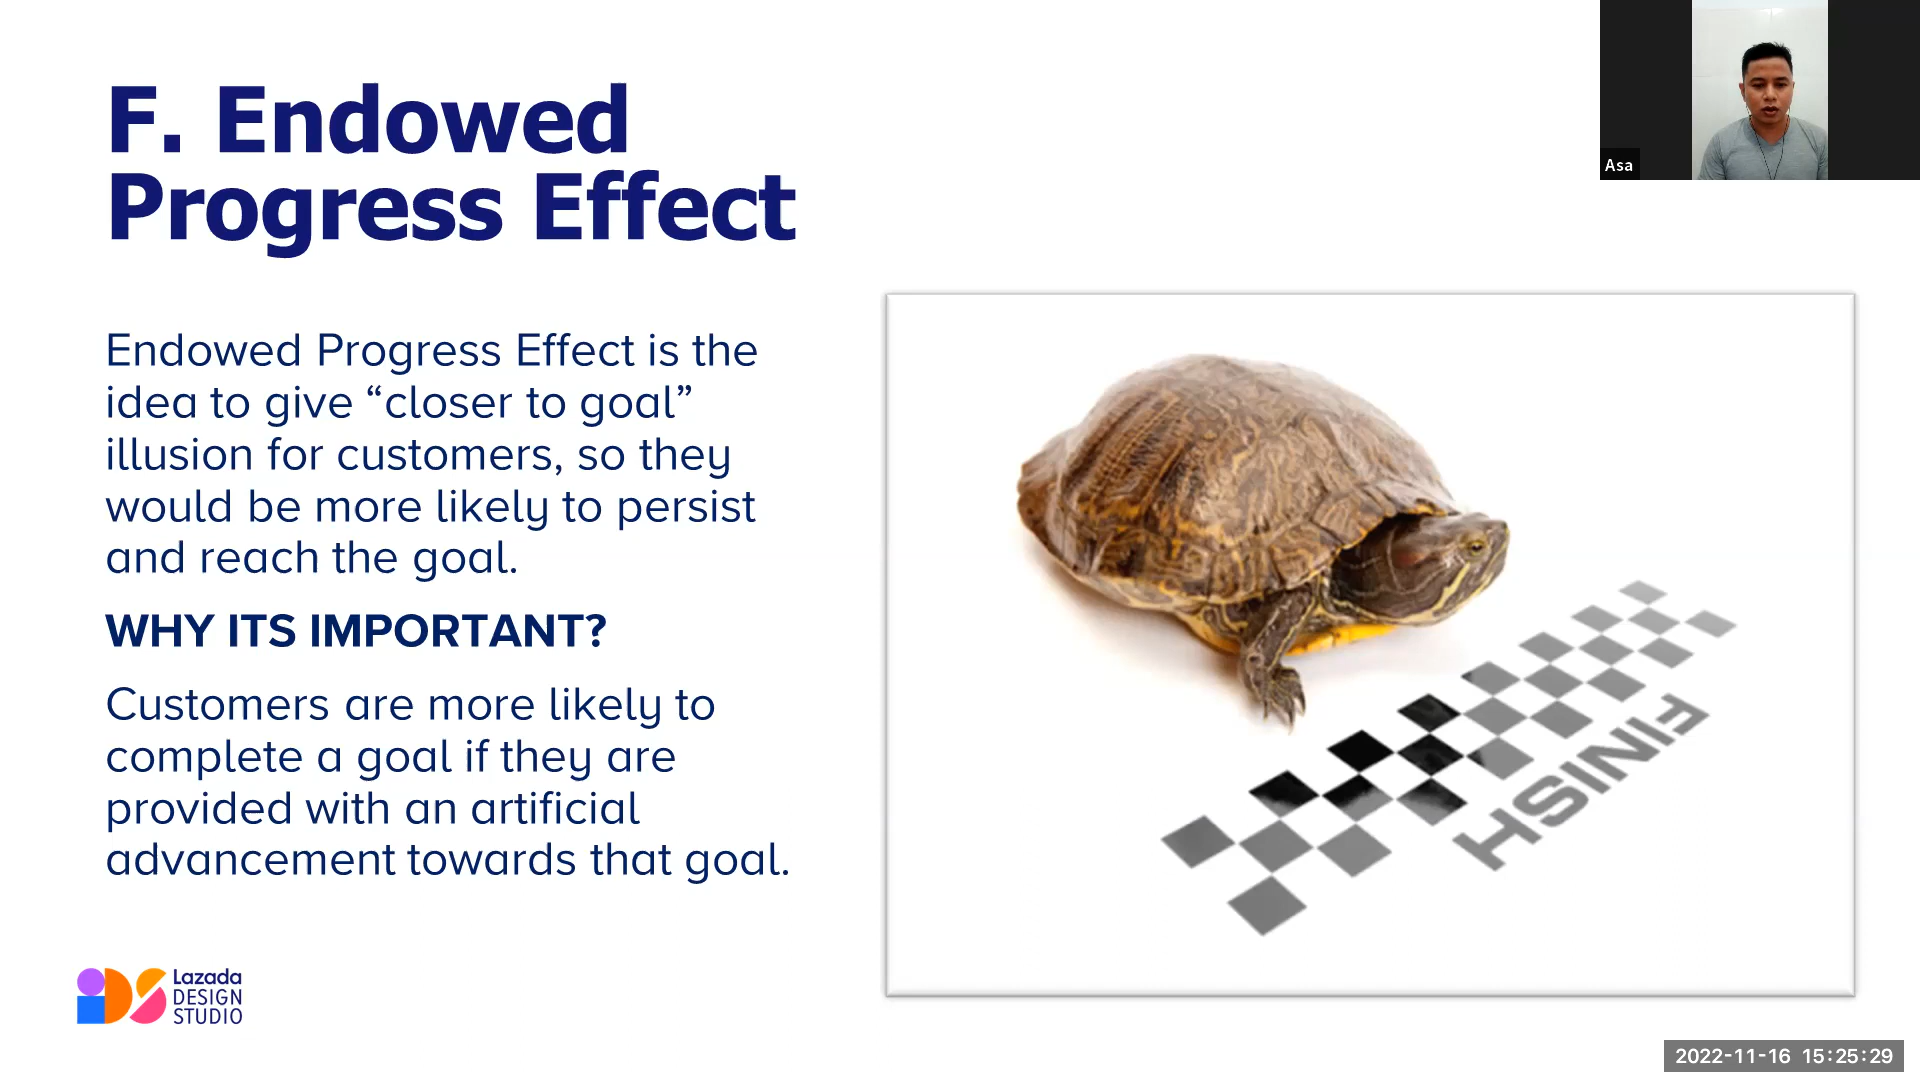 F. Endowed
Progress Effect
Asa
Endowed Progress Effect is the
idea to give “closer to goal”
illusion for customers, so they
would be more likely to persist
and reach the goal.
WHY ITS IMPORTANT?
Customers are more likely to
complete a goal if they are
provided with an artificial
advancement towards that goal.
FINISH
Lazada
DESIGN
STUDIO
2022-11-16 15:25:29